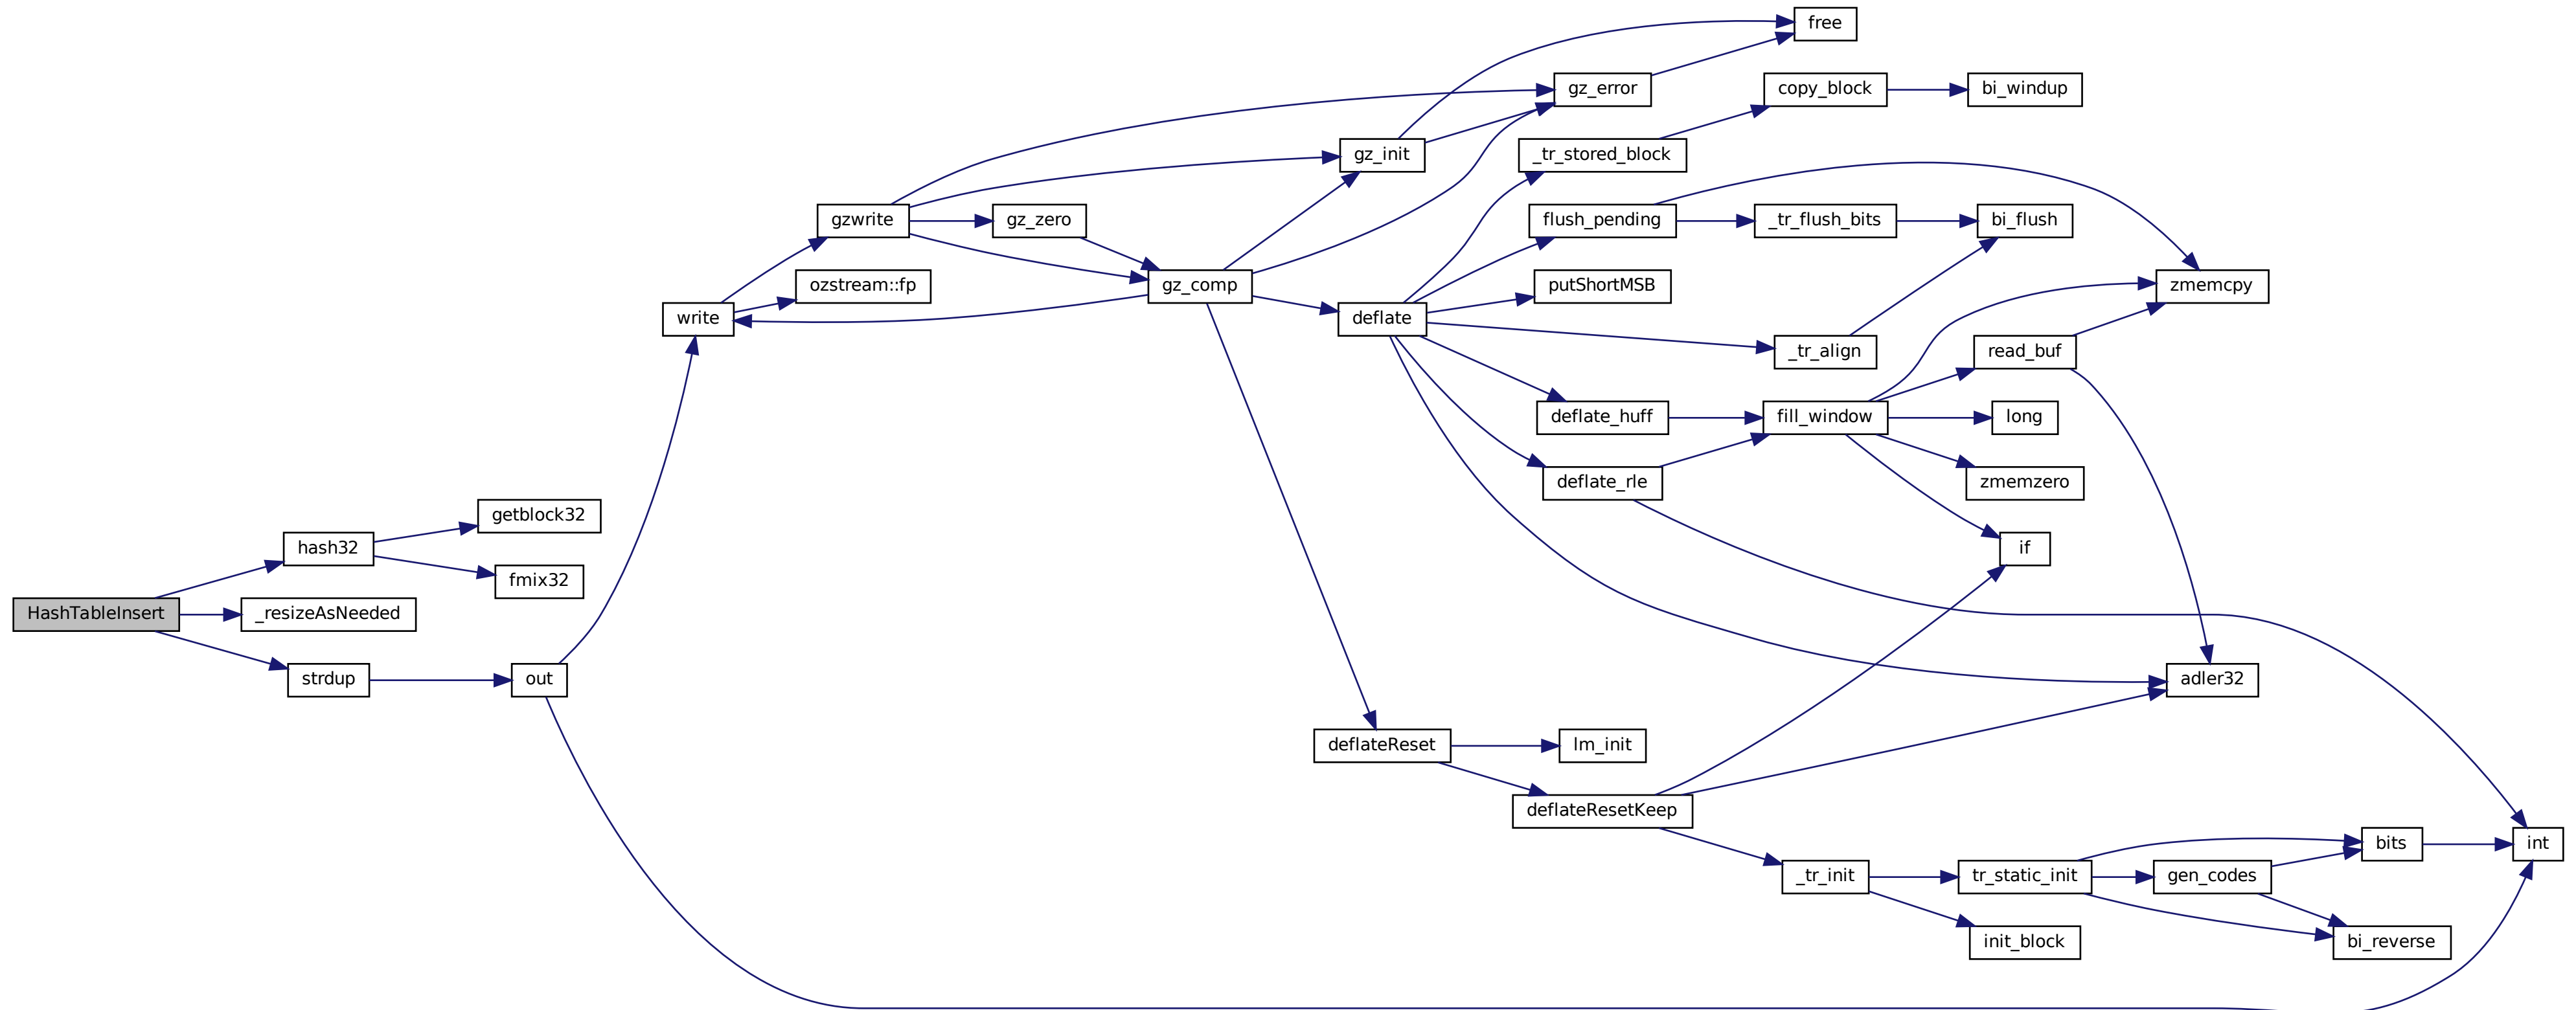 free
gz_error
copy_block
bi_windup
gz_init
_tr_stored_block
gzwrite
gz_zero
flush_pending
_tr_flush_bits
bi_flush
ozstream::fp
gz_comp
putShortMSB
zmemcpy
write
deflate
_tr_align
read_buf
deflate_huff
fill_window
long
deflate_rle
zmemzero
getblock32
hash32
if
fmix32
HashTableInsert
_resizeAsNeeded
strdup
out
adler32
deflateReset
lm_init
deflateResetKeep
bits
int
_tr_init
tr_static_init
gen_codes
init_block
bi_reverse